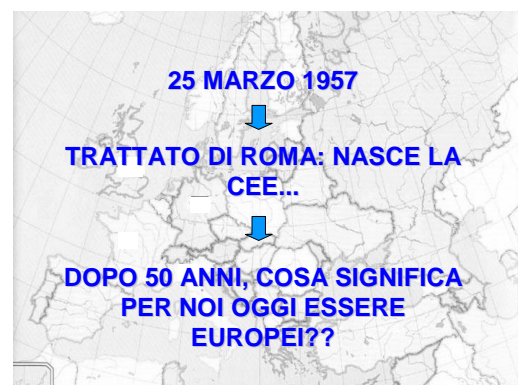 25 MARZO 1957
TRATTATO DI ROMA: NASCE LA
CEE...
DOPO 50 ANNI, COSA SIGNIFICA
PER NOI OGGI ESSERE
EUROPEI??